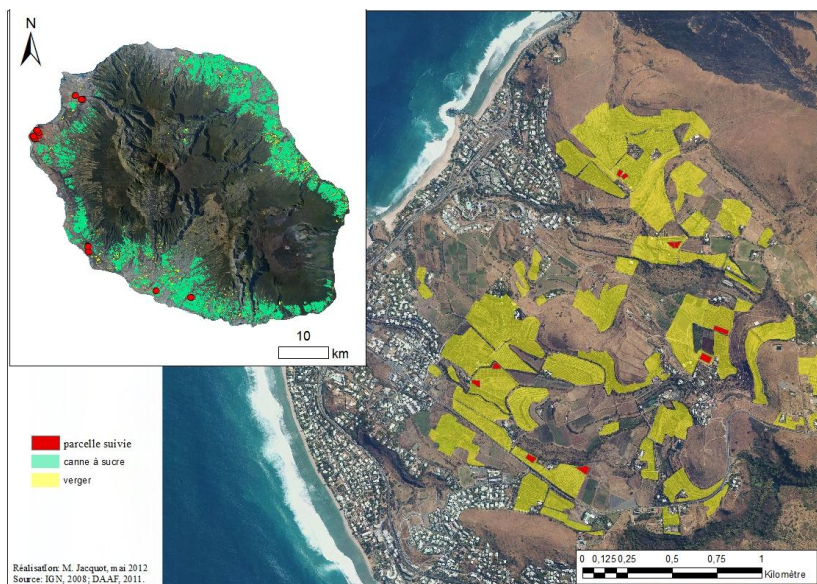 N
10
km
parcelle suivie
canne à sucre
verger
Réalisation: M. Jacquot, mai 2012
Source: IGN, 2008; DAAF, 2011.
0 0,125 0,25 0,5 0,75 1
Kilomètre